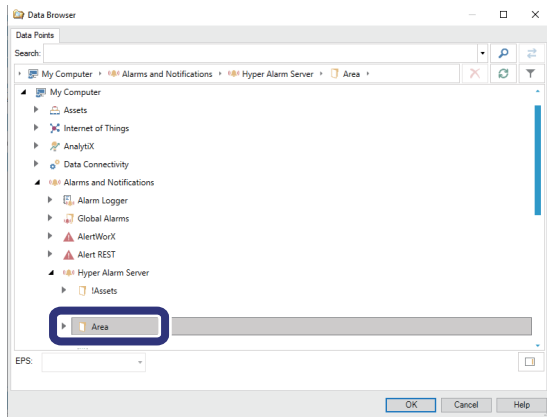 Data Browser
Data Points
Search:
My Computer Alarms and Notifications Hyper Alarm Server Area
My Computer
Assets
Internet of Things
AnalytiX
Data Connectivity
Alarms and Notifications
Alarm Logger
Global Alarms
AlertWorX
Alert REST
Hyper Alarm Server
!Assets
Area
EPS:
OK Cancel Help